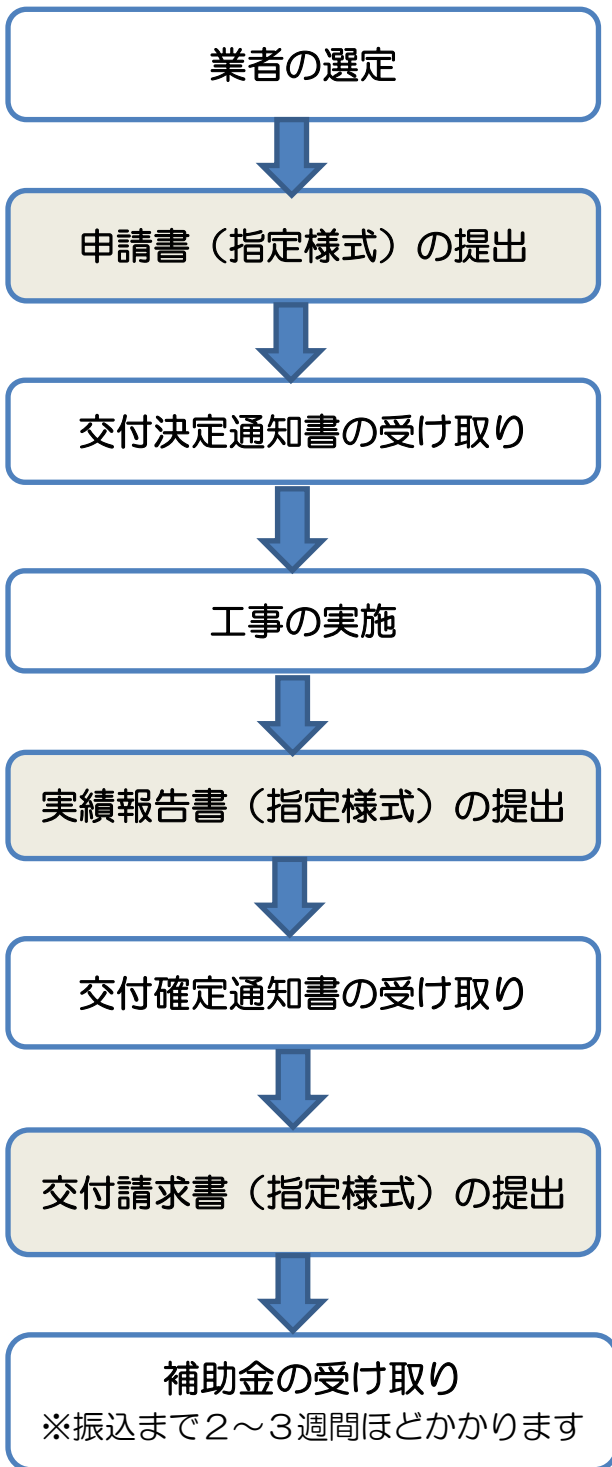 業者の選定
申請書（指定様式）の提出
交付決定通知書の受け取り
工事の実施
実績報告書（指定様式）の提出
交付確定通知書の受け取り
交付請求書（指定様式）の提出
補助金の受け取り
※振込まで２～３週間ほどかかります